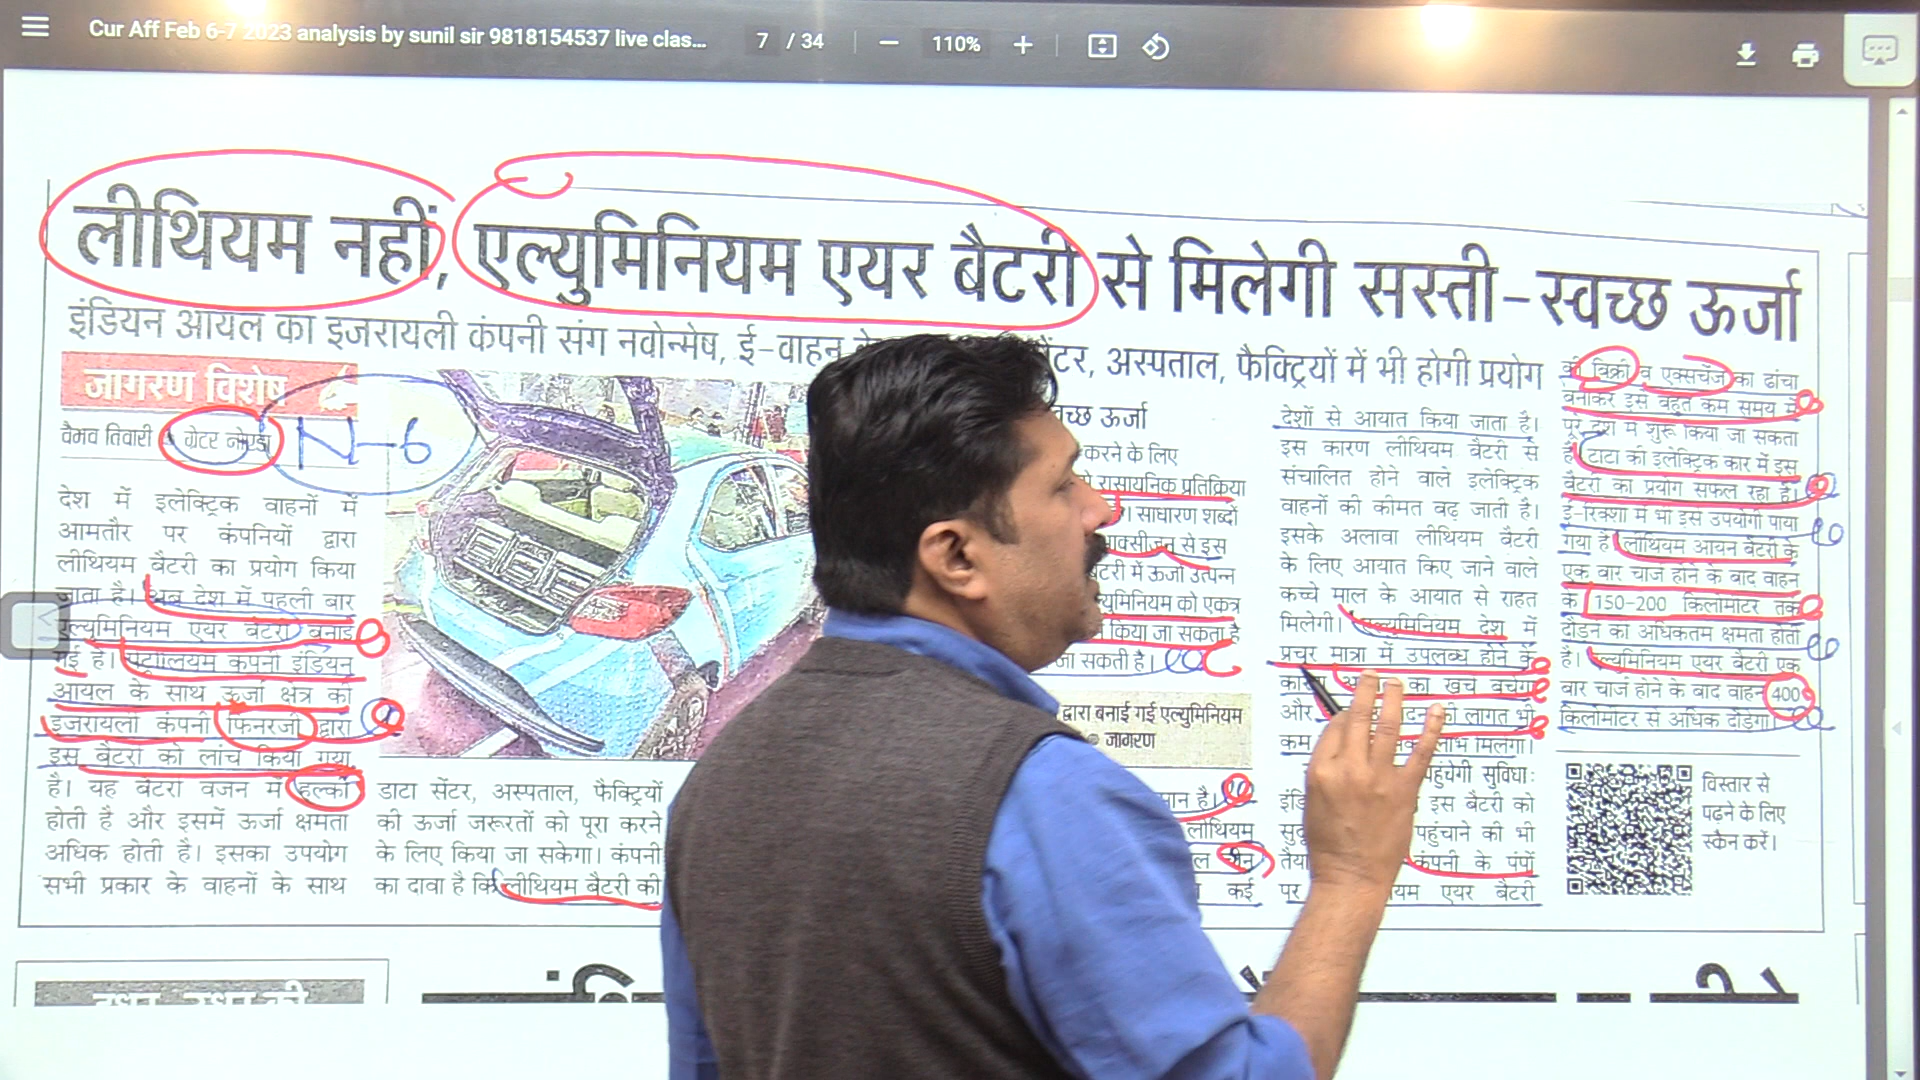 Cur Aff Feb 6-7 2023 analysis by sunil sir 9818154537 live clas...
7 / 34
110%
लीथियम नहीं, एल्युमिनियम एयर बैटरी से मिलेगी सस्ती-स्वच्छ ऊर्जा
इंडियन आयल का इजरायली कंपनी संग नवोन्मेष, ई-वाहन
अस्पताल, फैक्ट्रियों में भी होगी प्रयोग
जागरण विशेष
N-6
वैभव तिवारी ● ग्रेटर नोएडा
देश में इलेक्ट्रिक वाहनों में
आमतौर पर कंपनियों द्वारा
लीथियम बैटरी का प्रयोग किया
जाता है। अब देश में पहली बार
एल्युमिनियम एयर बैटरी बनाई
गई है। पेट्रोलियम कंपनी इंडियन
आयल के साथ ऊर्जा क्षेत्र की
इजरायली कंपनी फिनरजी द्वारा
इस बैटरी को लांच किया गया
है। यह बैटरी वजन में हल्की
होती है और इसमें ऊर्जा क्षमता
अधिक होती है। इसका उपयोग
सभी प्रकार के वाहनों के साथ
डाटा सेंटर, अस्पताल, फैक्ट्रियों
की ऊर्जा जरूरतों को पूरा करने
के लिए किया जा सकेगा। कंपनी
का दावा है कि लीथियम बैटरी की
ऊर्जा
करने के लिए
रासायनिक प्रतिक्रिया
साधारण शब्दों
से इस
बैटरी में ऊर्जा उत्पन्न
को एकत्र
किया जा सकता है
जा सकती है।
द्वारा बनाई गई एल्युमिनियम
● जागरण
है।
लीथियम
चीन
कई
देशों से आयात किया जाता है।
इस कारण लीथियम बैटरी से
संचालित होने वाले इलेक्ट्रिक
वाहनों की कीमत बढ़ जाती है।
इसके अलावा लीथियम बैटरी
के लिए आयात किए जाने वाले
कच्चे माल के आयात से राहत
मिलेगी। एल्युमिनियम देश में
प्रचुर मात्रा में उपलब्ध होने के
का खर्च बचेगा
और की लागत भी
कम लाभ मिलेगा।
पहुंचेगी सुविधा:
इस बैटरी को
पहुंचाने की भी
कंपनी के पंपों
पर एयर बैटरी
की बिक्री व एक्सचेंज का ढांचा
बनाकर इसे बहुत कम समय में
पूरे देश में शुरू किया जा सकता
है। टाटा की इलेक्ट्रिक कार में इस
बैटरी का प्रयोग सफल रहा है।
ई-रिक्शा में भी इसे उपयोगी पाया
गया है। लीथियम आयन बैटरी के
एक बार चार्ज होने के बाद वाहन
के 150-200 किलोमीटर तक
दौड़ने की अधिकतम क्षमता होती
है। एल्युमिनियम एयर बैटरी एक
बार चार्ज होने के बाद वाहन 400
किलोमीटर से अधिक दौड़ेगा।
विस्तार से
पढ़ने के लिए
स्कैन करें।